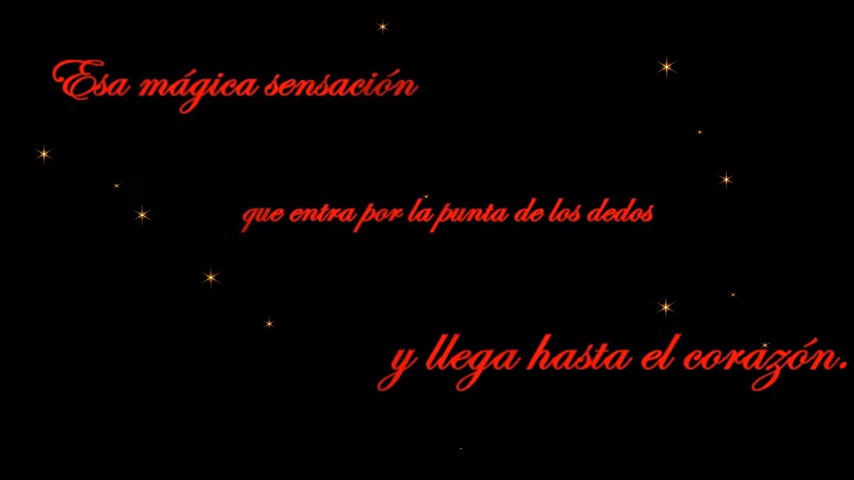 Esa mágica sensación
que entra por la punta de los dedos
y llega hasta el corazón.